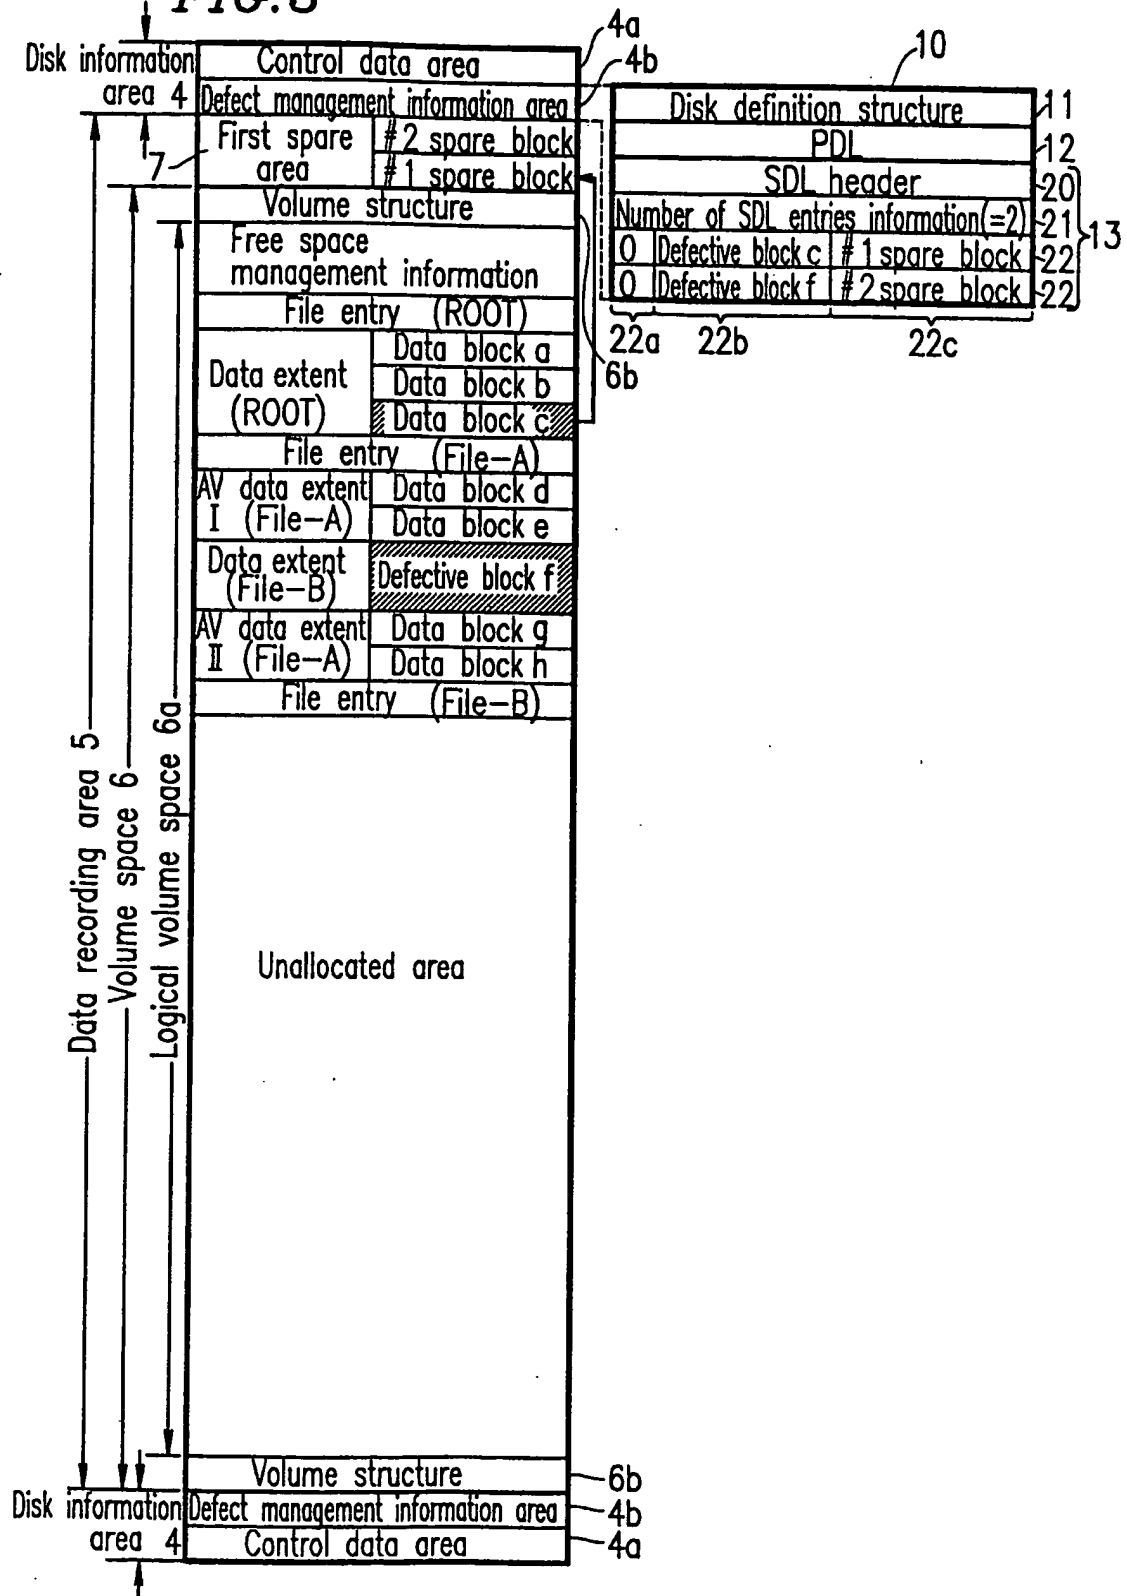 FIG.8
Disk information
area 4
Control data area
4a
Defect management information area
4b
7
First spare
area
#2 spare block
#1 spare block
Volume structure
6b
Free space
management information
File entry (ROOT)
Data extent
(ROOT)
Data block a
Data block b
Data block c
File entry (File-A)
AV data extent
I (File-A)
Data block d
Data block e
Data extent
(File-B)
Defective block f
AV data extent
II (File-A)
Data block g
Data block h
File entry (File-B)
Unallocated area
Data recording area 5
Volume space 6
Logical volume space 6a
Volume structure
6b
Disk information
area 4
Defect management information area
4b
Control data area
4a
10
Disk definition structure
11
PDL
12
SDL header
20
Number of SDL entries information(=2)
21
13
0 Defective block c #1 spare block
22
0 Defective block f #2 spare block
22
22a 22b 22c